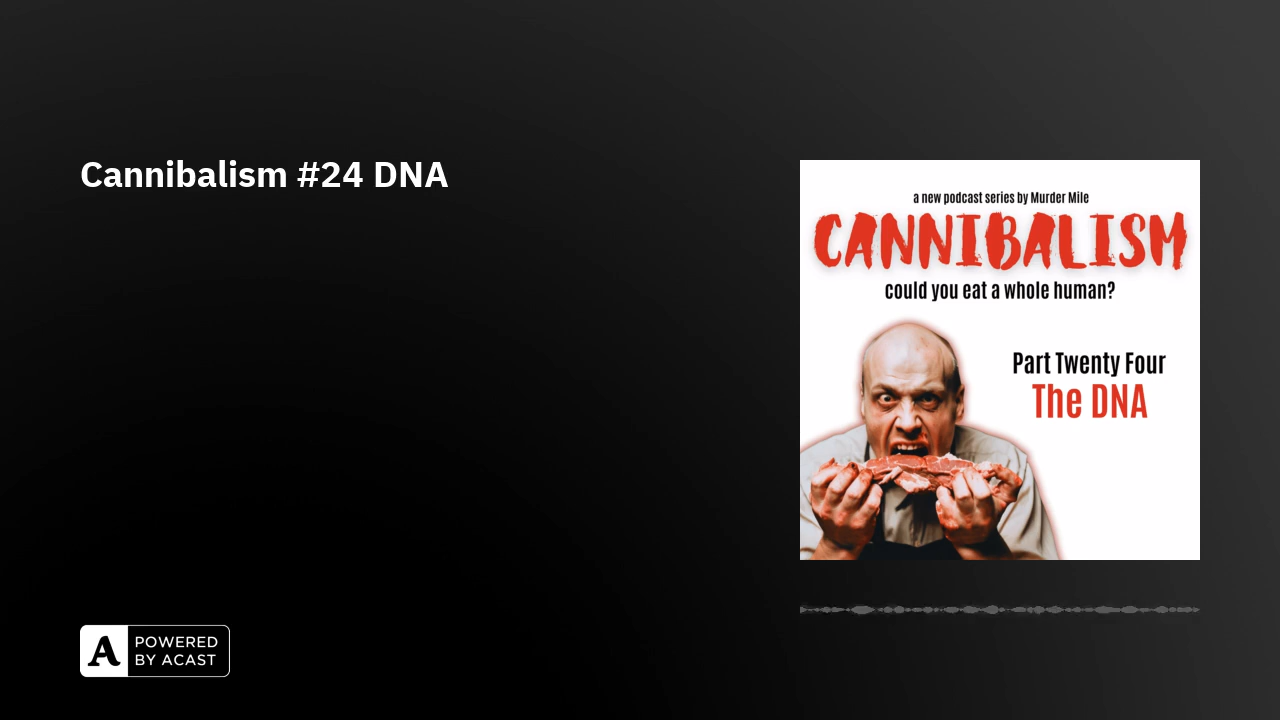 Cannibalism #24 DNA
a new podcast series by Murder Mile
CANNIBALISM
could you eat a whole human?
Part Twenty Four
The DNA
A
POWERED
BY ACAST